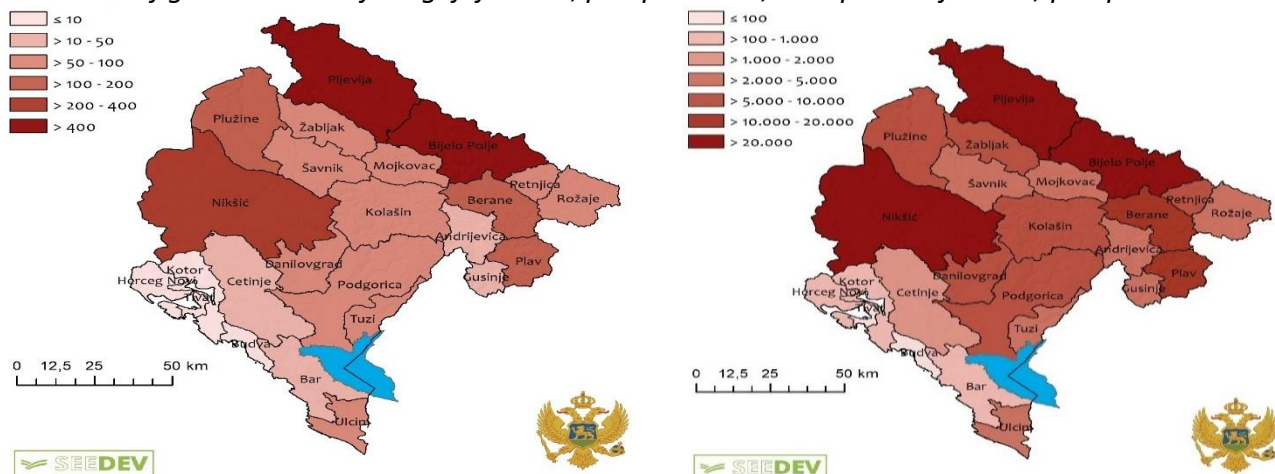 ≤ 10
> 10 - 50
> 50 - 100
> 100 - 200
> 200 - 400
> 400
Pljevlja
Plužine
Žabljak
Bijelo Polje
Šavnik
Mojkovac
Petnjica
Rožaje
Nikšić
Kolašin
Berane
Andrijevica
Plav
Gusinje
Danilovgrad
Podgorica
Kotor
Herceg Novi
Tivat
Cetinje
Tuzi
Budva
Bar
Ulcinj
0 12,5 25 50 km
SEEDEV
≤ 100
> 100 - 1.000
> 1.000 - 2.000
> 2.000 - 5.000
> 5.000 - 10.000
> 10.000 - 20.000
> 20.000
Pljevlja
Plužine
Žabljak
Bijelo Polje
Šavnik
Mojkovac
Petnjica
Rožaje
Nikšić
Kolašin
Berane
Andrijevica
Plav
Gusinje
Danilovgrad
Podgorica
Kotor
Herceg Novi
Tivat
Cetinje
Tuzi
Budva
Bar
Ulcinj
0 12,5 25 50 km
SEEDEV